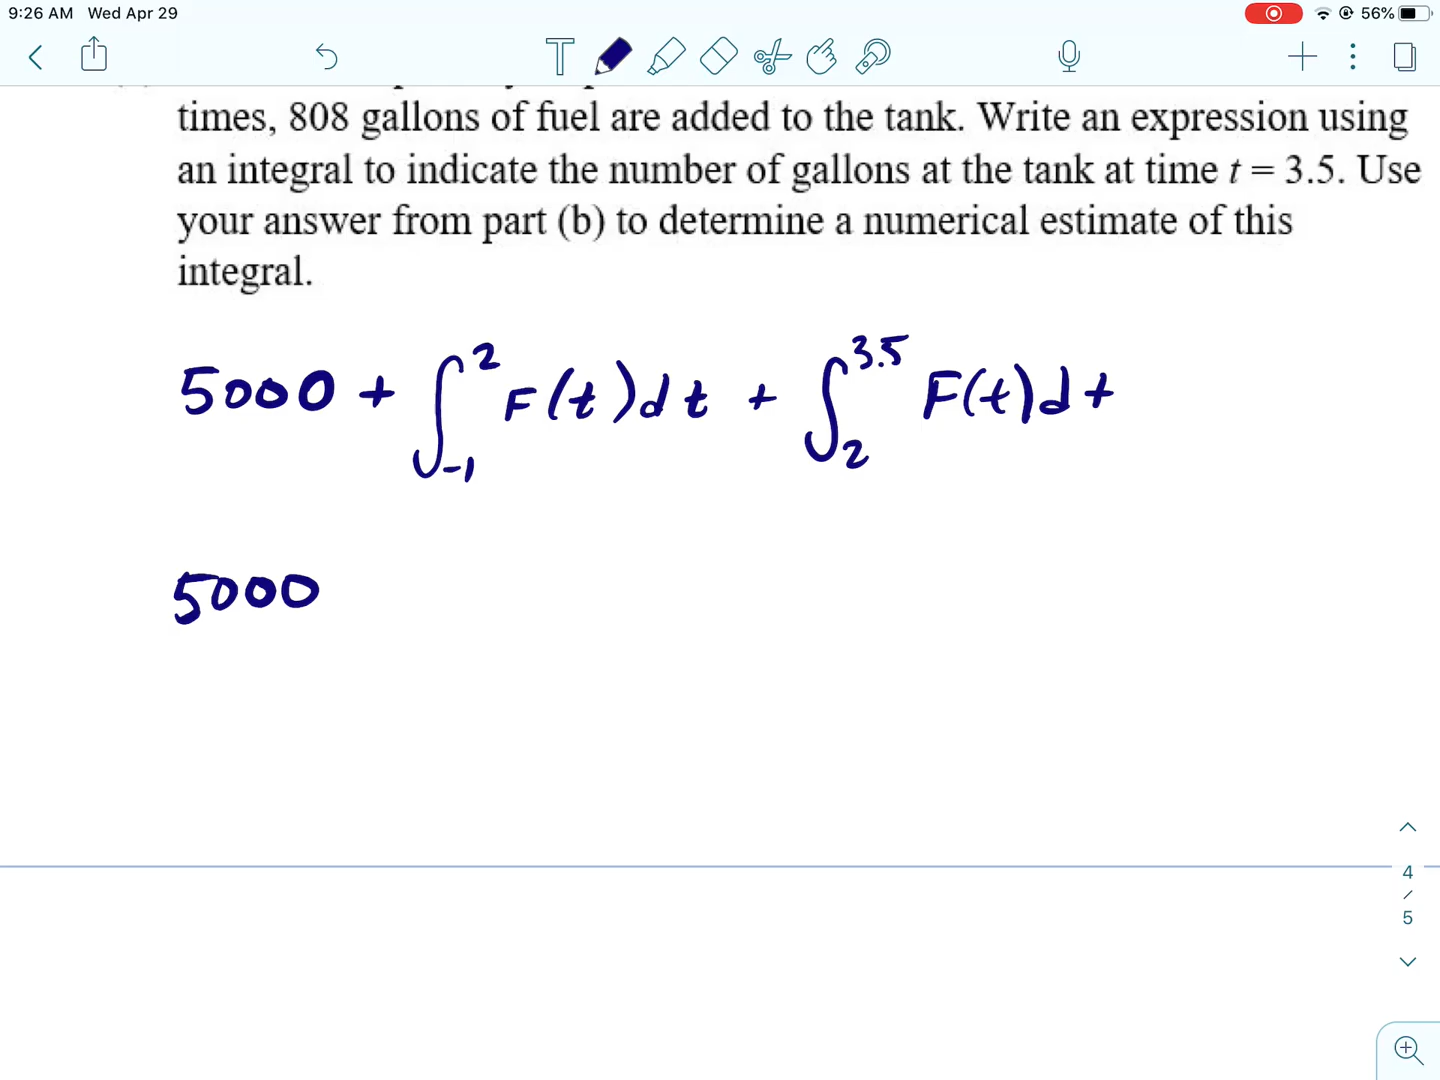 9:26 AM Wed Apr 29
56%
T
times, 808 gallons of fuel are added to the tank. Write an expression using
an integral to indicate the number of gallons at the tank at time t = 3.5. Use
your answer from part (b) to determine a numerical estimate of this
integral.
5000 + ∫_{-1}^{2} F(t)dt + ∫_{2}^{3.5} F(t)dt
5000
4
/
5